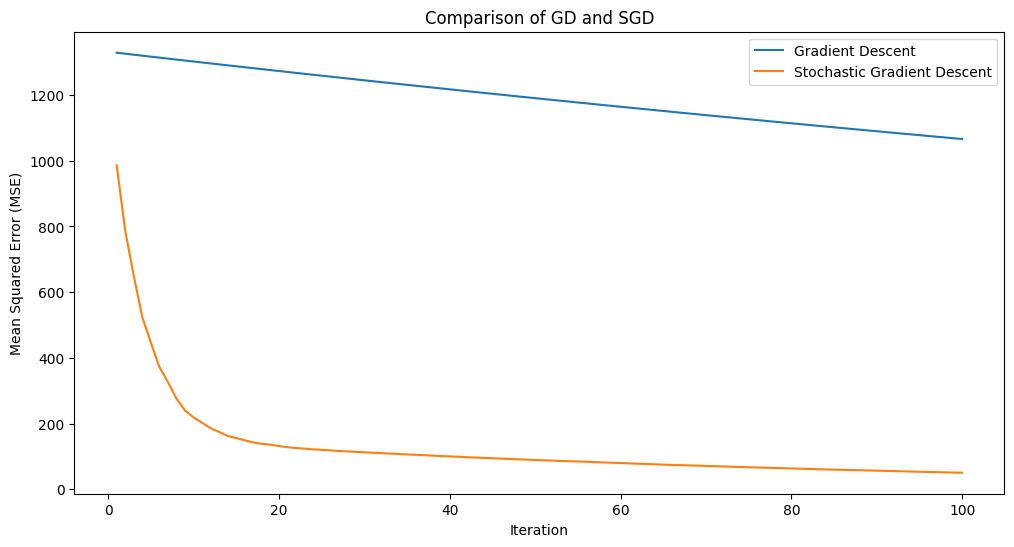 Comparison of GD and SGD
Gradient Descent
Stochastic Gradient Descent
Mean Squared Error (MSE)
1200
1000
800
600
400
200
0
0 20 40 60 80 100
Iteration